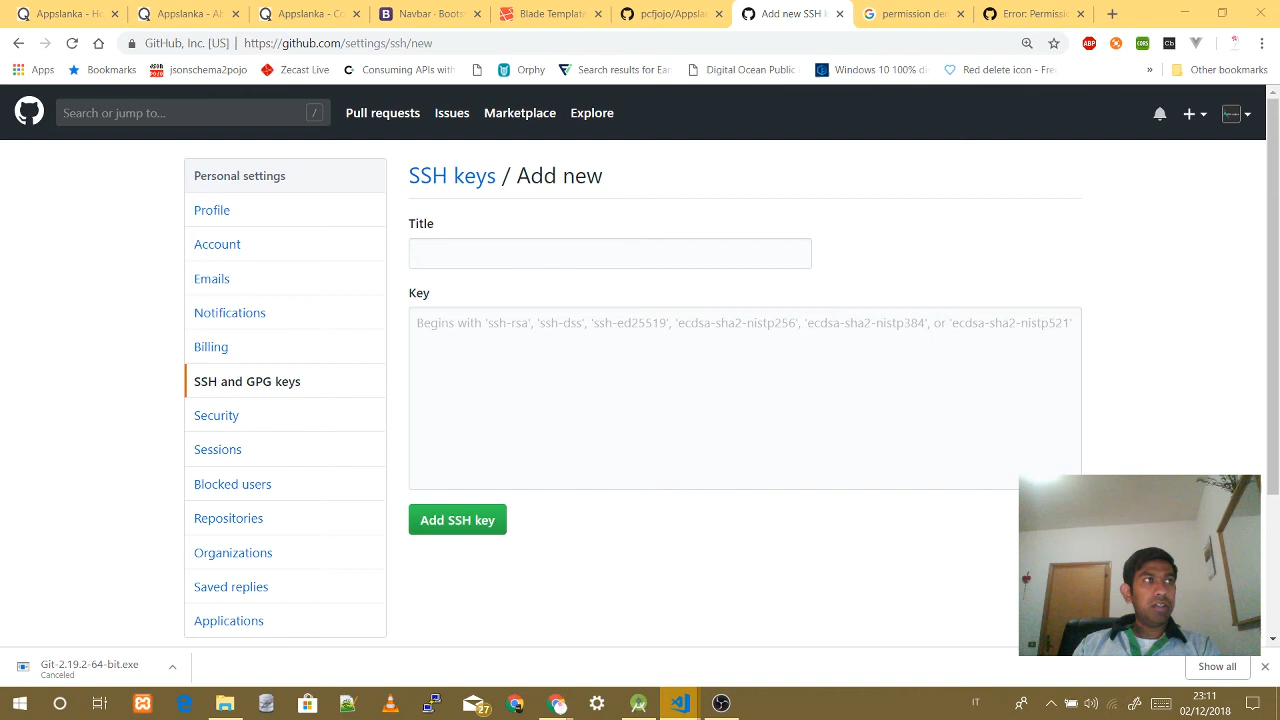 Appslanka - Ho
Appslanka - Ah
Appslanka - Co
Navbar · Boots
Blade Templat
pcfjojo/Appsla
Add new SSH k
permission den
Error: Permissi
GitHub, Inc. [US] | https://github.com/settings/ssh/new
Apps
Bookmarks
jsonschema2pojo
Zecast Live
Consuming APIs with
Orphy
Search results for Ear
Digital Ocean Public
Windows 10 100% di
Red delete icon - Fre
»
Other bookmarks
Search or jump to...
/
Pull requests
Issues
Marketplace
Explore
Personal settings
Profile
Account
Emails
Notifications
Billing
SSH and GPG keys
Security
Sessions
Blocked users
Repositories
Organizations
Saved replies
Applications
SSH keys / Add new
Title
Key
Begins with 'ssh-rsa', 'ssh-dss', 'ssh-ed25519', 'ecdsa-sha2-nistp256', 'ecdsa-sha2-nistp384', or 'ecdsa-sha2-nistp521'
Add SSH key
Git-2.19.2-64-bit.exe
Canceled
Show all
27
IT
23:11
02/12/2018